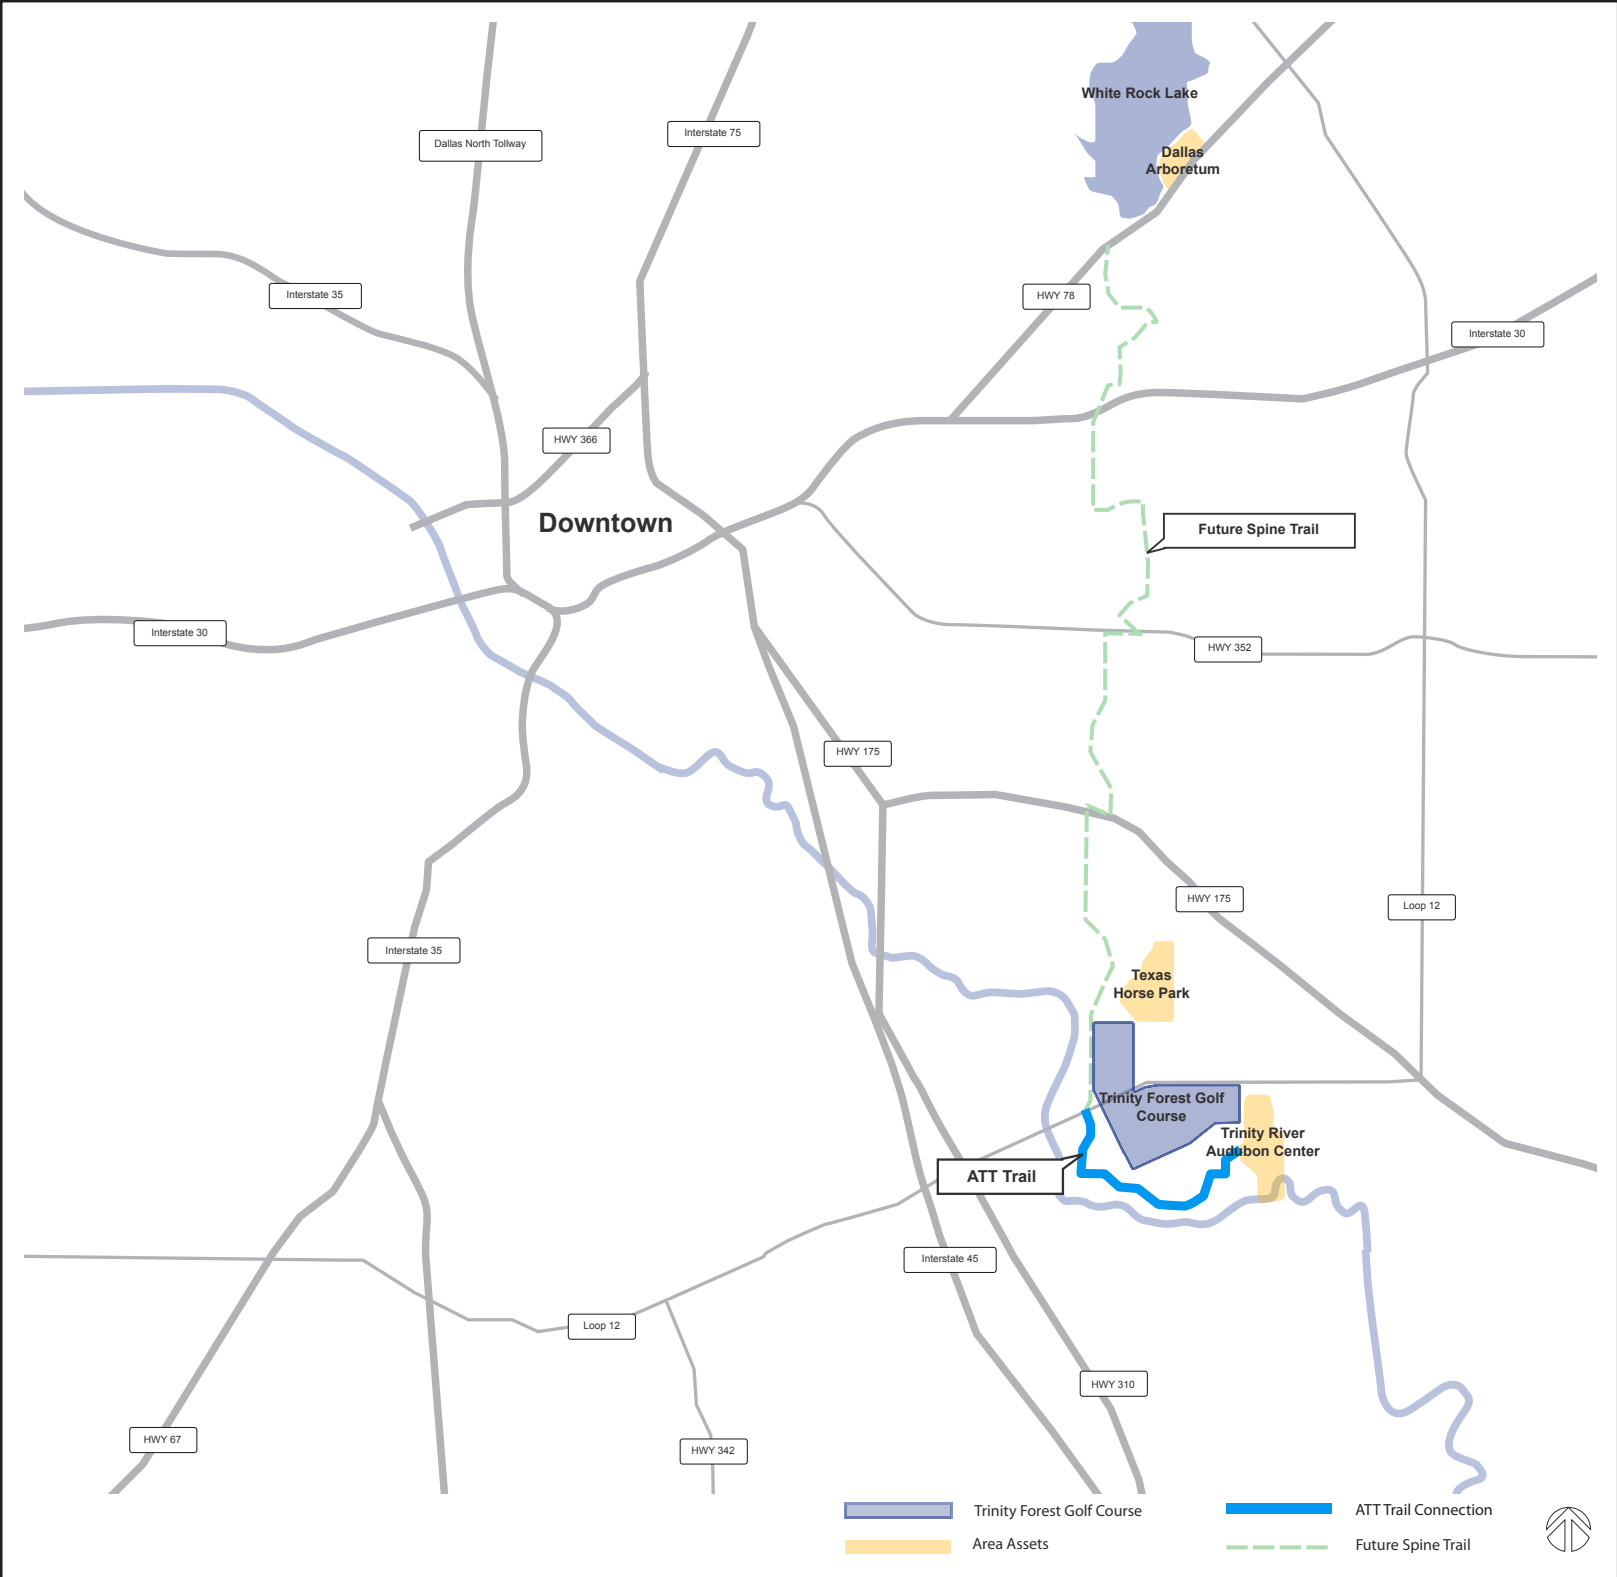 White Rock Lake
Dallas North Tollway
Interstate 75
Dallas
Arboretum
Interstate 35
HWY 78
Interstate 30
HWY 366
Downtown
Future Spine Trail
Interstate 30
HWY 352
HWY 175
HWY 175
Loop 12
Interstate 35
Texas
Horse Park
Trinity Forest Golf
Course
Trinity River
Audubon Center
ATT Trail
Interstate 45
Loop 12
HWY 310
HWY 67
HWY 342
Trinity Forest Golf Course
ATT Trail Connection
Area Assets
Future Spine Trail